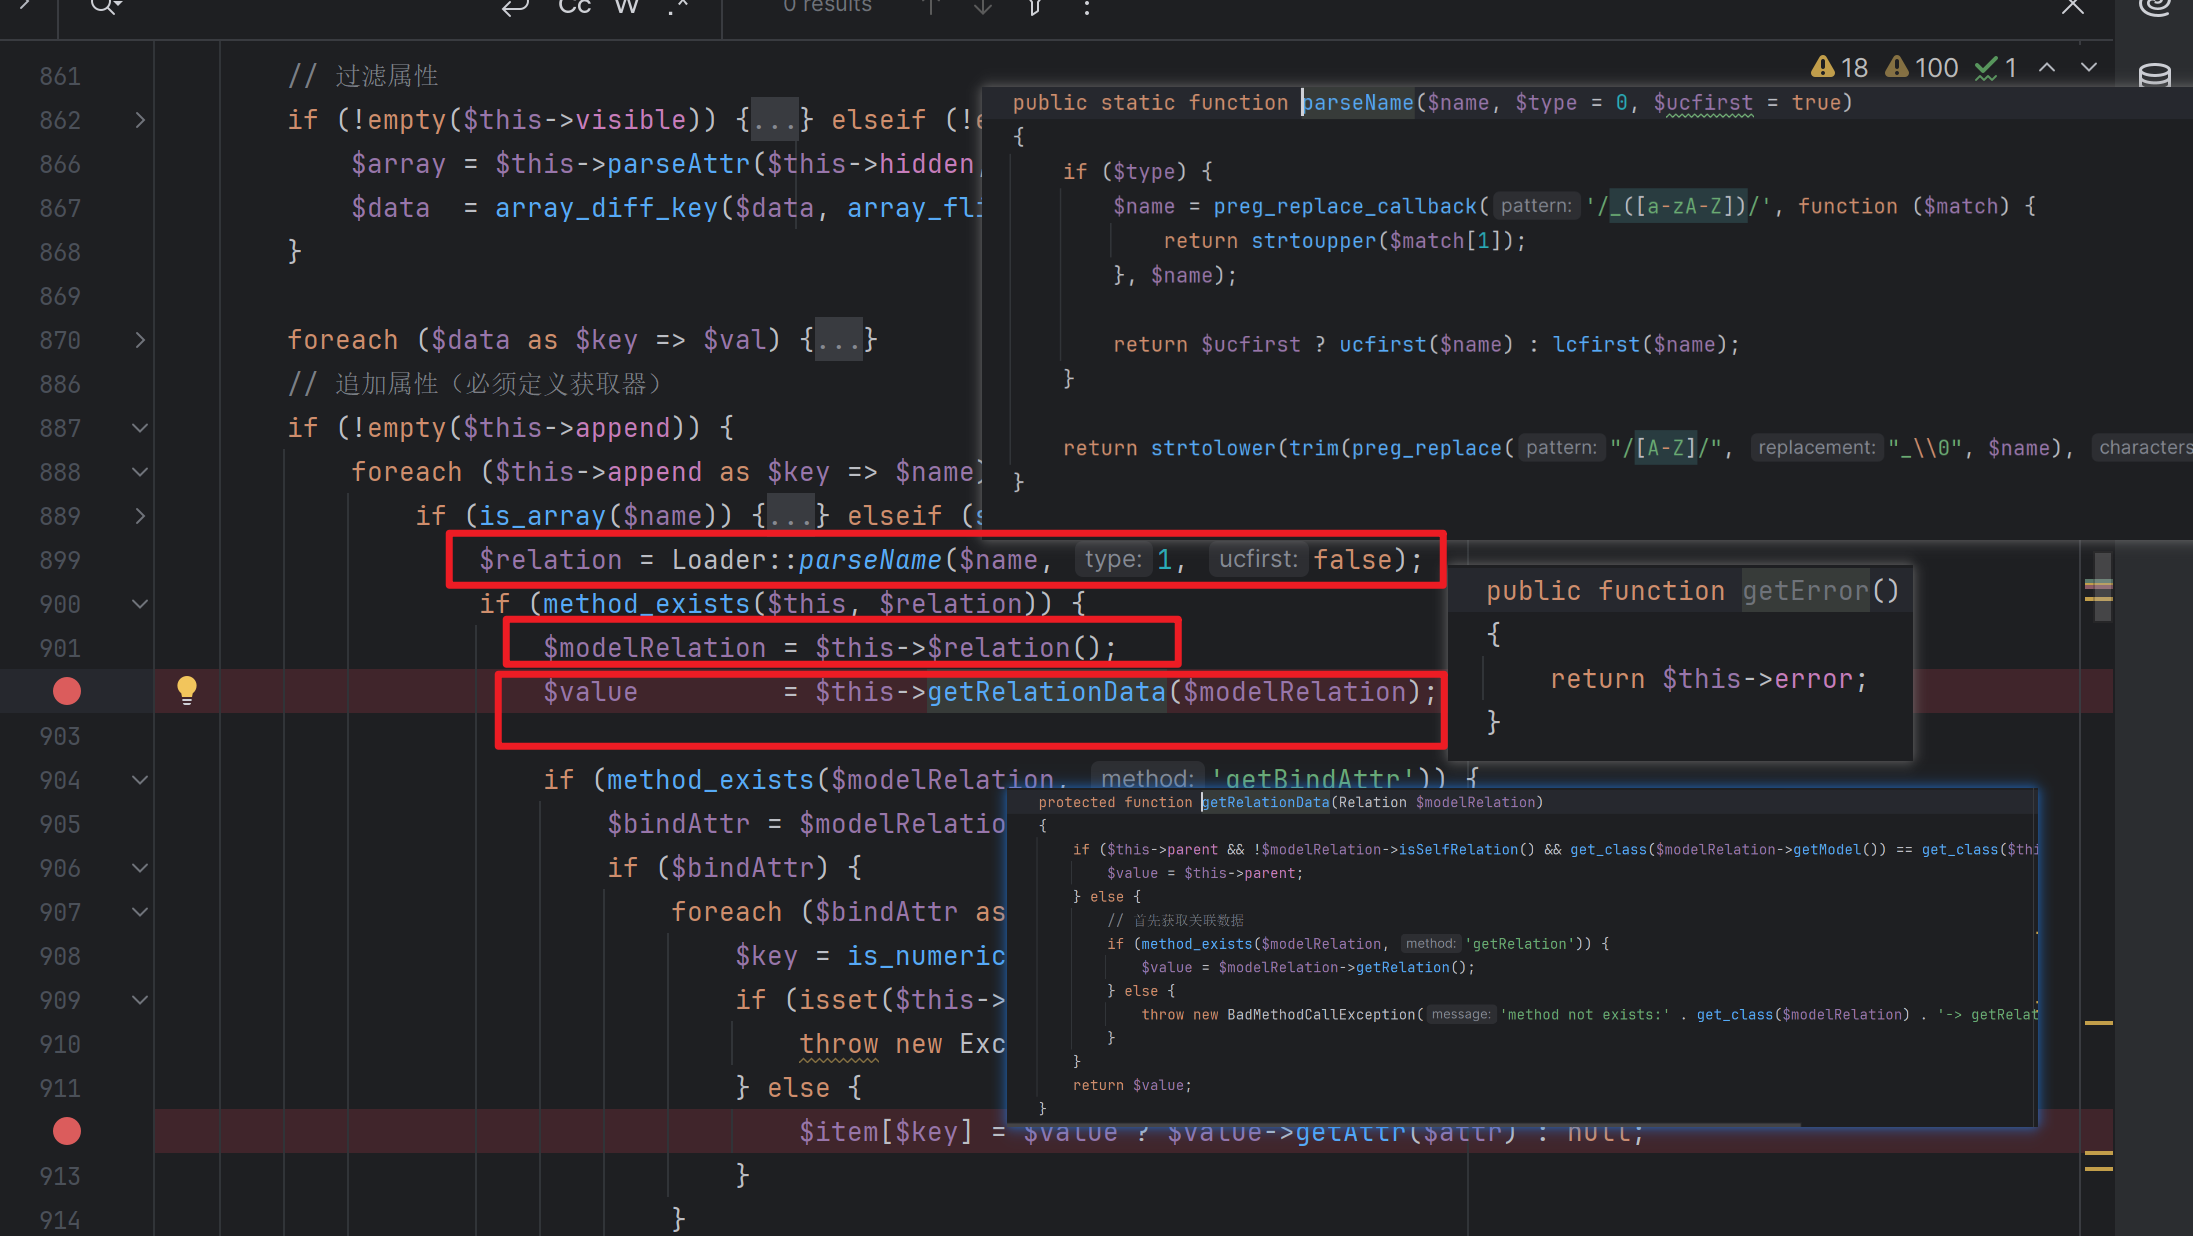 Cc W .* 0 results
861 // 过滤属性
862 if (!empty($this->visible)) {...} elseif (!e
866 $array = $this->parseAttr($this->hidden,
867 $data  = array_diff_key($data, array_fli
868 }
869
870 foreach ($data as $key => $val) {...}
886 // 追加属性（必须定义获取器）
887 if (!empty($this->append)) {
888 foreach ($this->append as $key => $name)
889 if (is_array($name)) {...} elseif (s
899 $relation = Loader::parseName($name, type: 1, ucfirst: false);
900 if (method_exists($this, $relation)) {
901 $modelRelation = $this->$relation();
$value         = $this->getRelationData($modelRelation);
903
904 if (method_exists($modelRelation, method: 'getBindAttr')) {
905 $bindAttr = $modelRelatio
906 if ($bindAttr) {
907 foreach ($bindAttr as
908 $key = is_numeric
909 if (isset($this->
910 throw new Exc
911 } else {
$item[$key] = $value ? $value->getAttr($attr) : null;
913 }
914 }
18 100 1
public static function parseName($name, $type = 0, $ucfirst = true)
{
if ($type) {
$name = preg_replace_callback( pattern: '/_([a-zA-Z])/', function ($match) {
return strtoupper($match[1]);
}, $name);
return $ucfirst ? ucfirst($name) : lcfirst($name);
}
return strtolower(trim(preg_replace( pattern: "/[A-Z]/", replacement: "_\\0", $name), characters
}
public function getError()
{
return $this->error;
}
protected function getRelationData(Relation $modelRelation)
{
if ($this->parent && !$modelRelation->isSelfRelation() && get_class($modelRelation->getModel()) == get_class($thi
$value = $this->parent;
} else {
// 首先获取关联数据
if (method_exists($modelRelation, method: 'getRelation')) {
$value = $modelRelation->getRelation();
} else {
throw new BadMethodCallException( message: 'method not exists:' . get_class($modelRelation) . '-> getRelat
}
}
return $value;
}